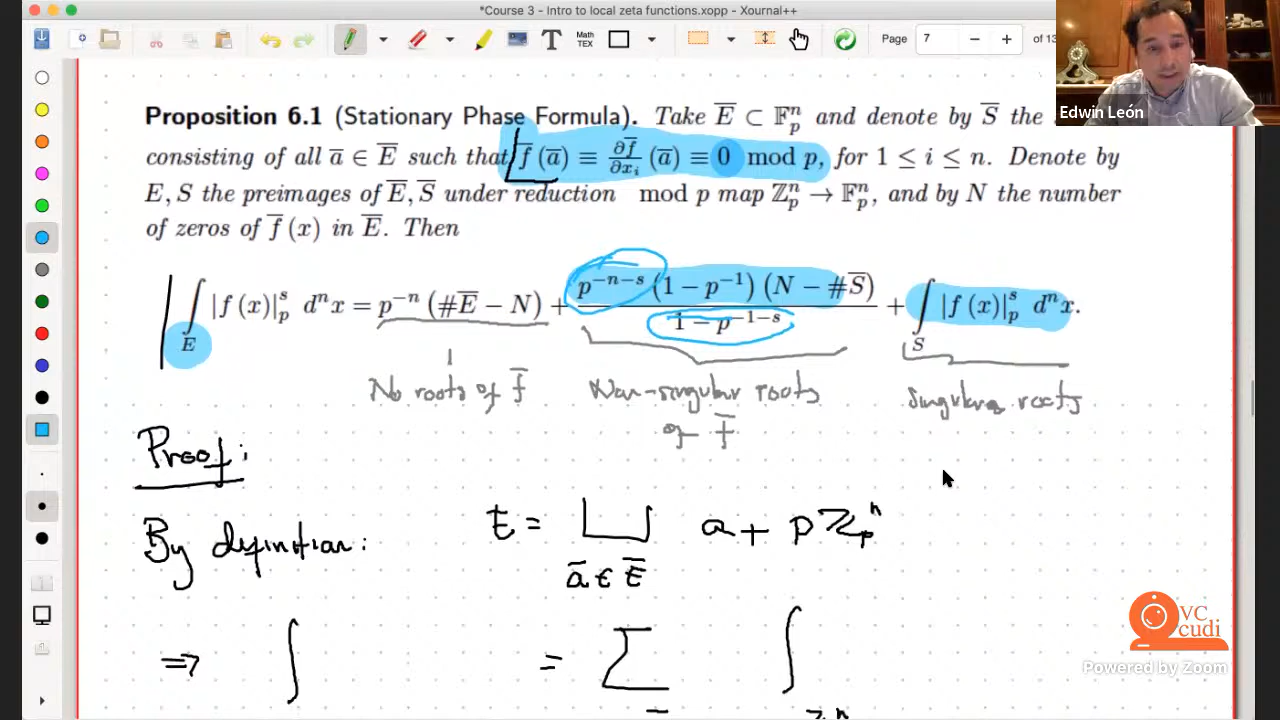 *Course 3 - Intro to local zeta functions.xopp - Xournal++
Math TEX
Page 7 of 13
Edwin León
Proposition 6.1 (Stationary Phase Formula). Take E̅ ⊂ 𝔽ₚⁿ and denote by S̅ the
consisting of all a̅ ∈ E̅ such that f̅ (a̅) ≡ ∂f̅/∂xᵢ (a̅) ≡ 0 mod p, for 1 ≤ i ≤ n. Denote by
E, S the preimages of E̅, S̅ under reduction mod p map ℤₚⁿ → 𝔽ₚⁿ, and by N the number
of zeros of f̅ (x) in E̅. Then
∫_E |f (x)|ₚˢ dⁿx = p⁻ⁿ (#E̅ − N) + p⁻ⁿ⁻ˢ (1 − p⁻¹) (N − #S̅) / 1 − p⁻¹⁻ˢ + ∫_S |f (x)|ₚˢ dⁿx.
No roots of f̅
Non-singular roots of f̅
Singular roots
Proof:
By definition: E = ⊔_{a̅ ∈ E̅} a + pℤₚⁿ
⇒ ∫ = Σ ∫
VC cudi
Powered by Zoom